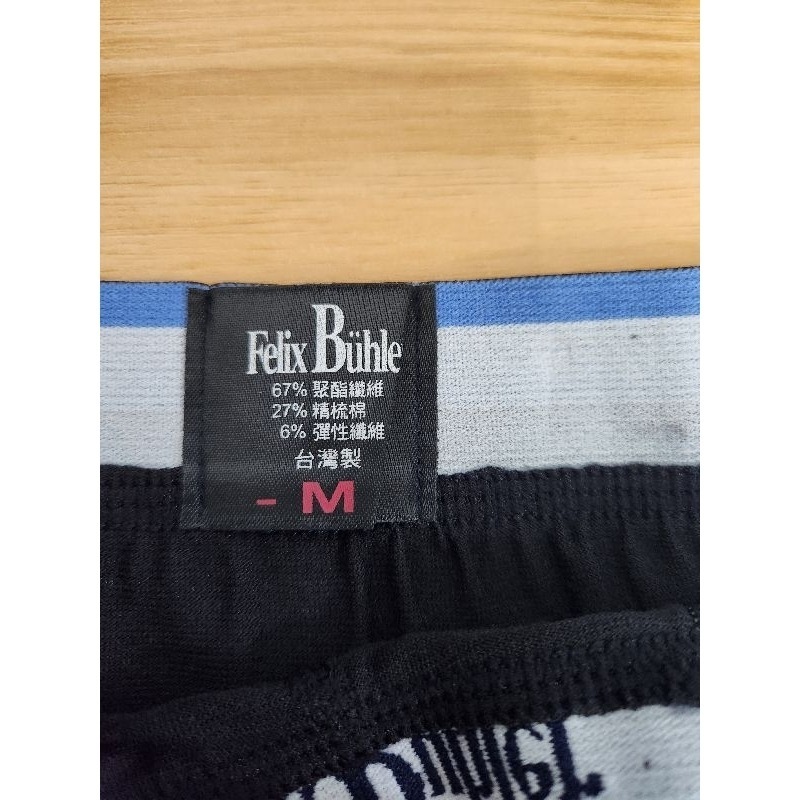 Felix Bühle
67% 聚酯纖維
27% 精梳棉
6% 彈性纖維
台灣製
- M